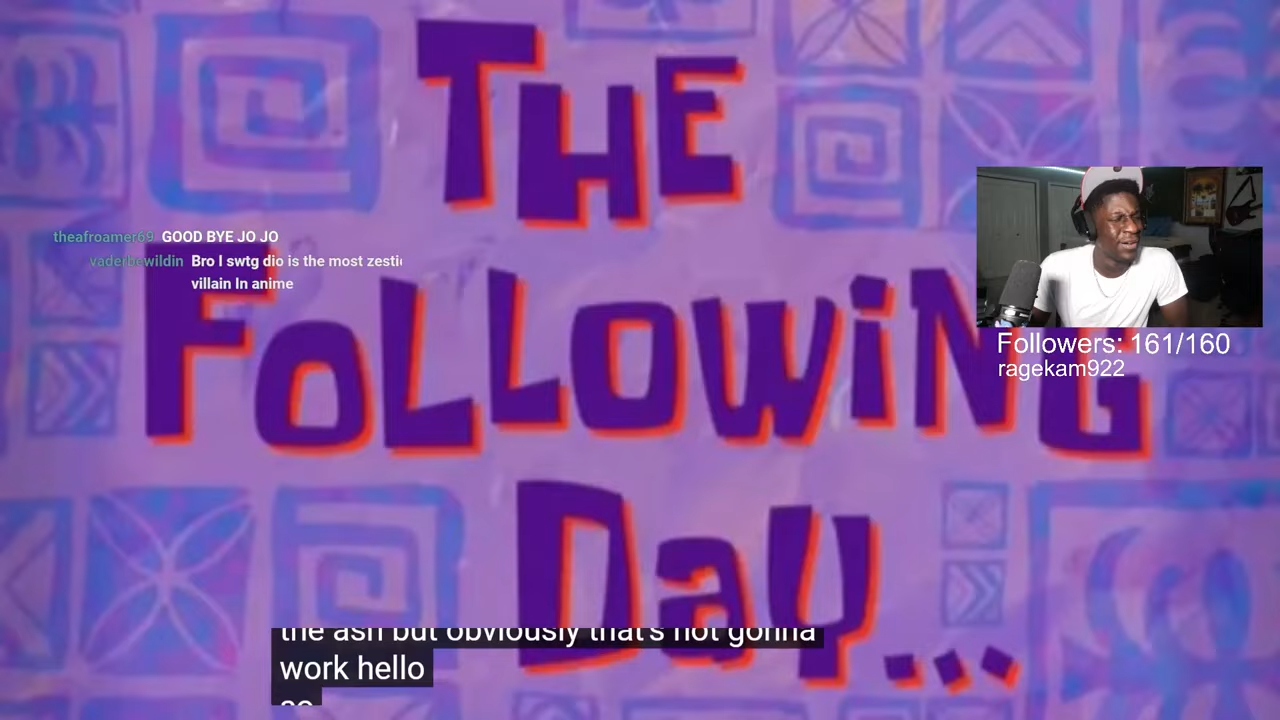 THE
theafroamer69 GOOD BYE JO JO
vaderbewildin Bro I swtg dio is the most
villain In anime
FoLLOWiNG
Followers: 161/160
ragekam922
Day...
the ash but obviously that's not gonna
work hello